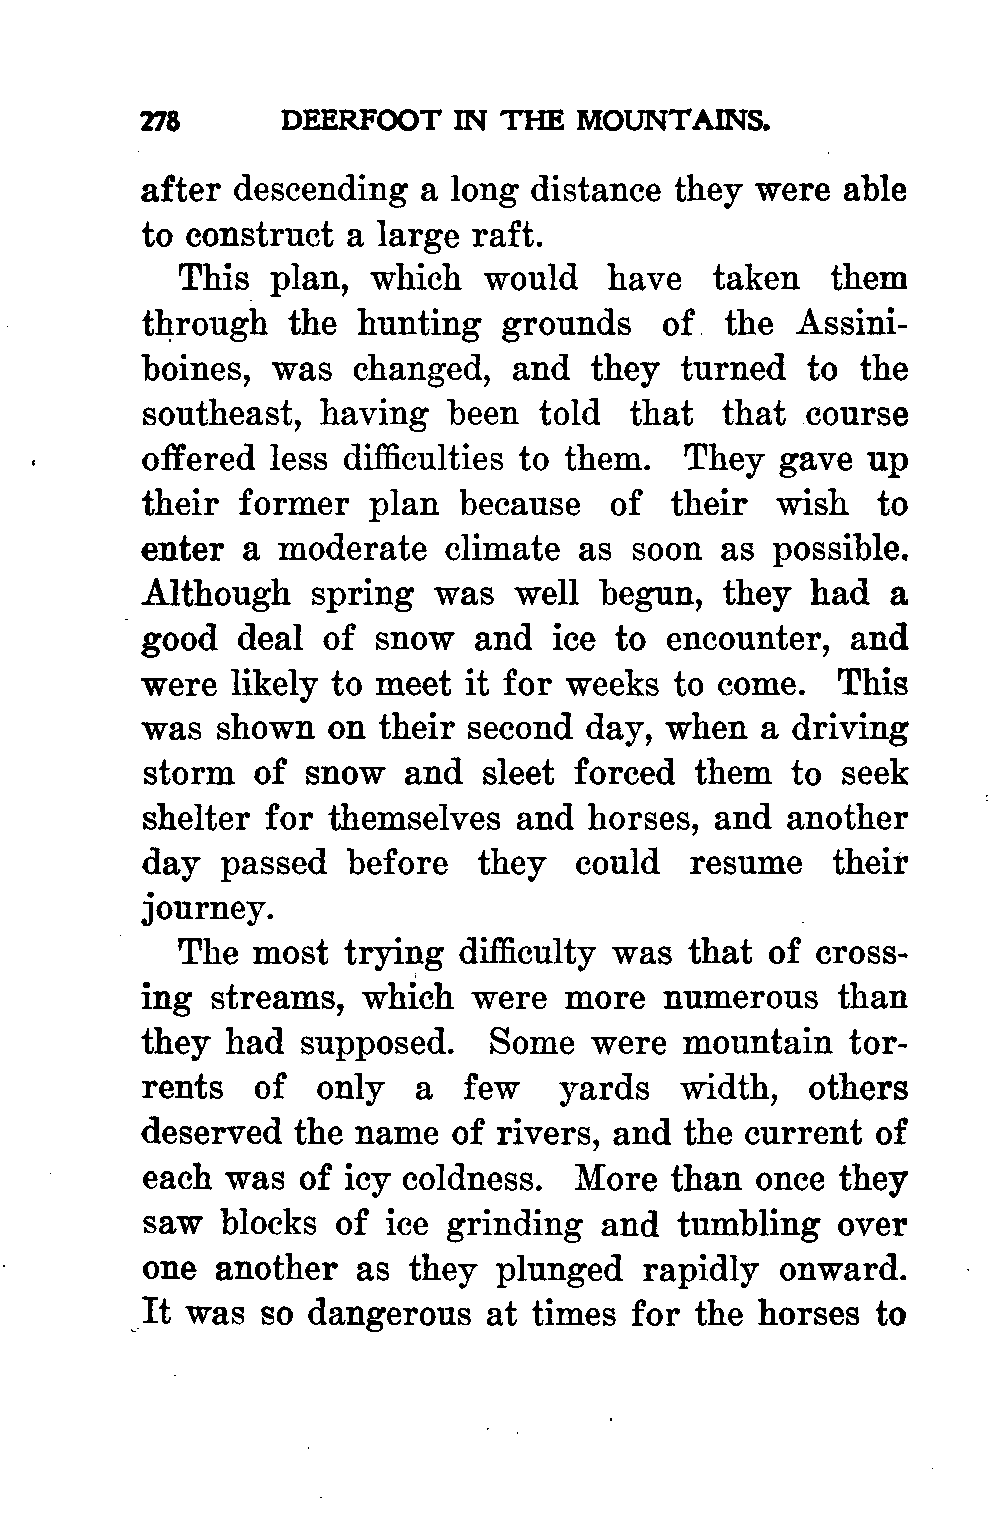 278 DEERFOOT IN THE MOUNTAINS.
after descending a long distance they were able
to construct a large raft.
This plan, which would have taken them
through the hunting grounds of the Assini-
boines, was changed, and they turned to the
southeast, having been told that that course
offered less difficulties to them. They gave up
their former plan because of their wish to
enter a moderate climate as soon as possible.
Although spring was well begun, they had a
good deal of snow and ice to encounter, and
were likely to meet it for weeks to come. This
was shown on their second day, when a driving
storm of snow and sleet forced them to seek
shelter for themselves and horses, and another
day passed before they could resume their
journey.
The most trying difficulty was that of cross-
ing streams, which were more numerous than
they had supposed. Some were mountain tor-
rents of only a few yards width, others
deserved the name of rivers, and the current of
each was of icy coldness. More than once they
saw blocks of ice grinding and tumbling over
one another as they plunged rapidly onward.
It was so dangerous at times for the horses to